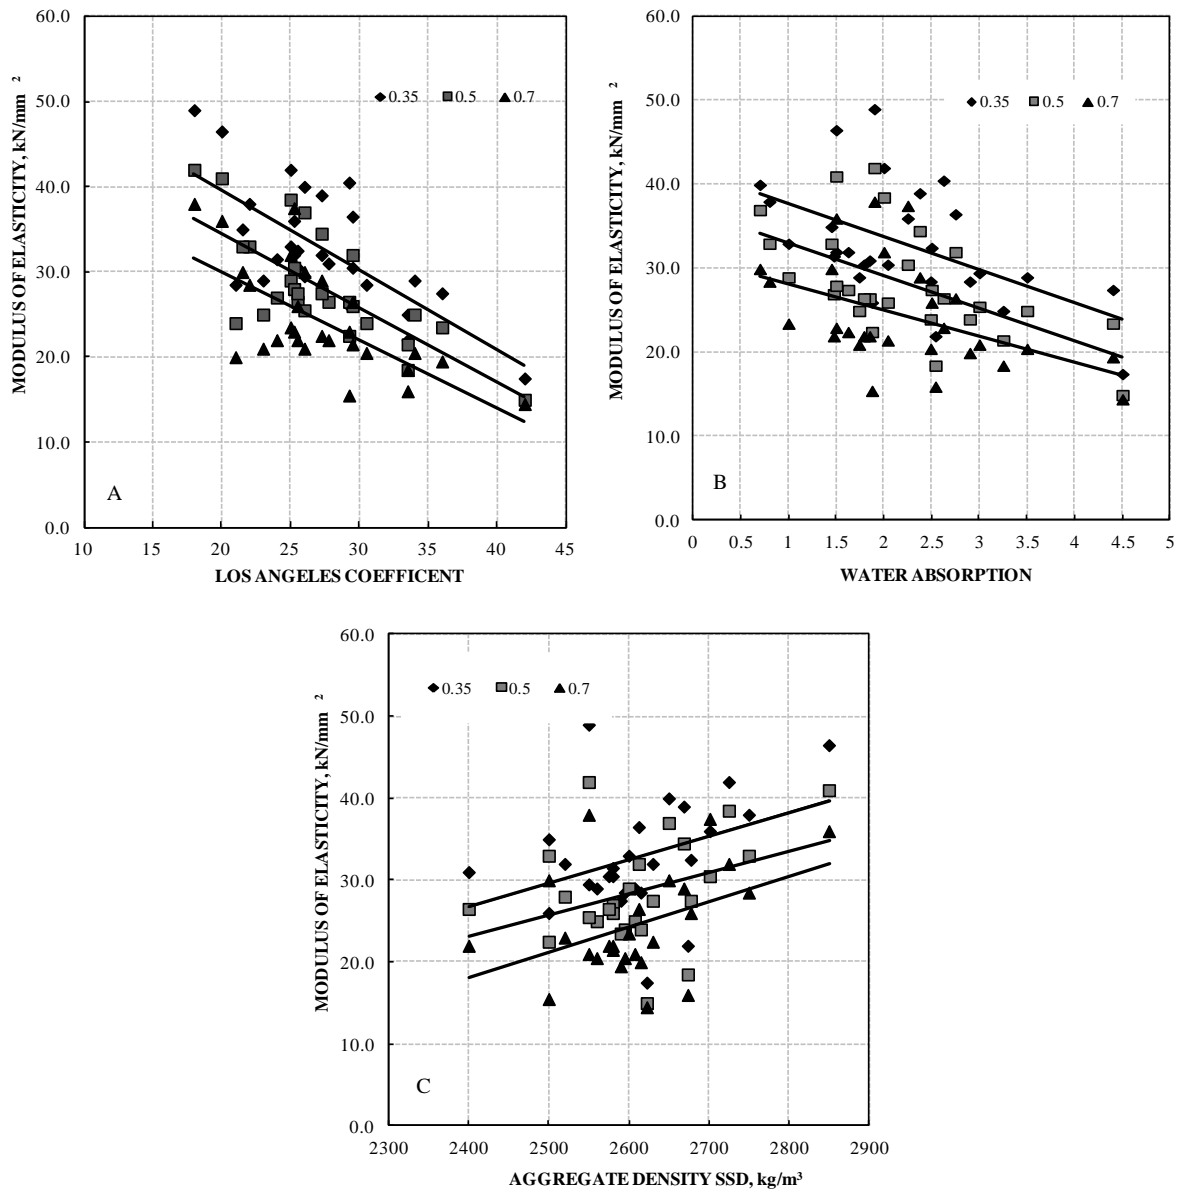 60.0
50.0
40.0
30.0
20.0
10.0
0.0
MODULUS OF ELASTICITY, kN/mm 2
0.35 0.5 0.7
A
10 15 20 25 30 35 40 45
LOS ANGELES COEFFICENT
60.0
50.0
40.0
30.0
20.0
10.0
0.0
MODULUS OF ELASTICITY, kN/mm 2
0.35 0.5 0.7
B
0 0.5 1 1.5 2 2.5 3 3.5 4 4.5 5
WATER ABSORPTION
60.0
50.0
40.0
30.0
20.0
10.0
0.0
MODULUS OF ELASTICITY, kN/mm 2
0.35 0.5 0.7
C
2300 2400 2500 2600 2700 2800 2900
AGGREGATE DENSITY SSD, kg/m³